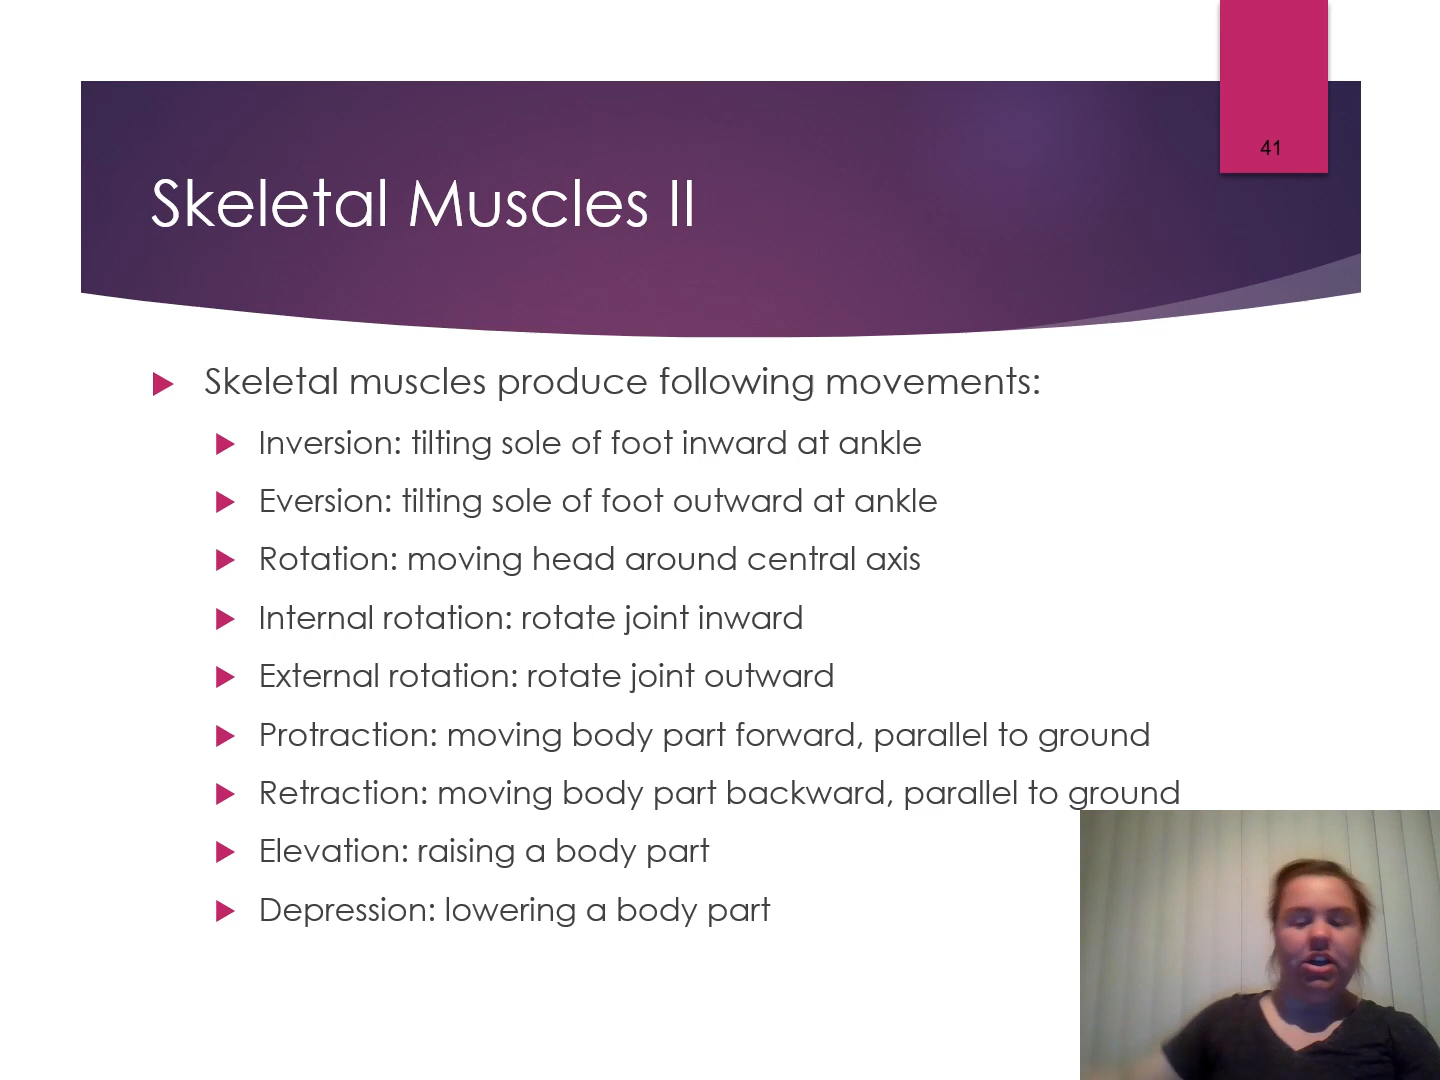 41
Skeletal Muscles II
Skeletal muscles produce following movements:
Inversion: tilting sole of foot inward at ankle
Eversion: tilting sole of foot outward at ankle
Rotation: moving head around central axis
Internal rotation: rotate joint inward
External rotation: rotate joint outward
Protraction: moving body part forward, parallel to ground
Retraction: moving body part backward, parallel to ground
Elevation: raising a body part
Depression: lowering a body part